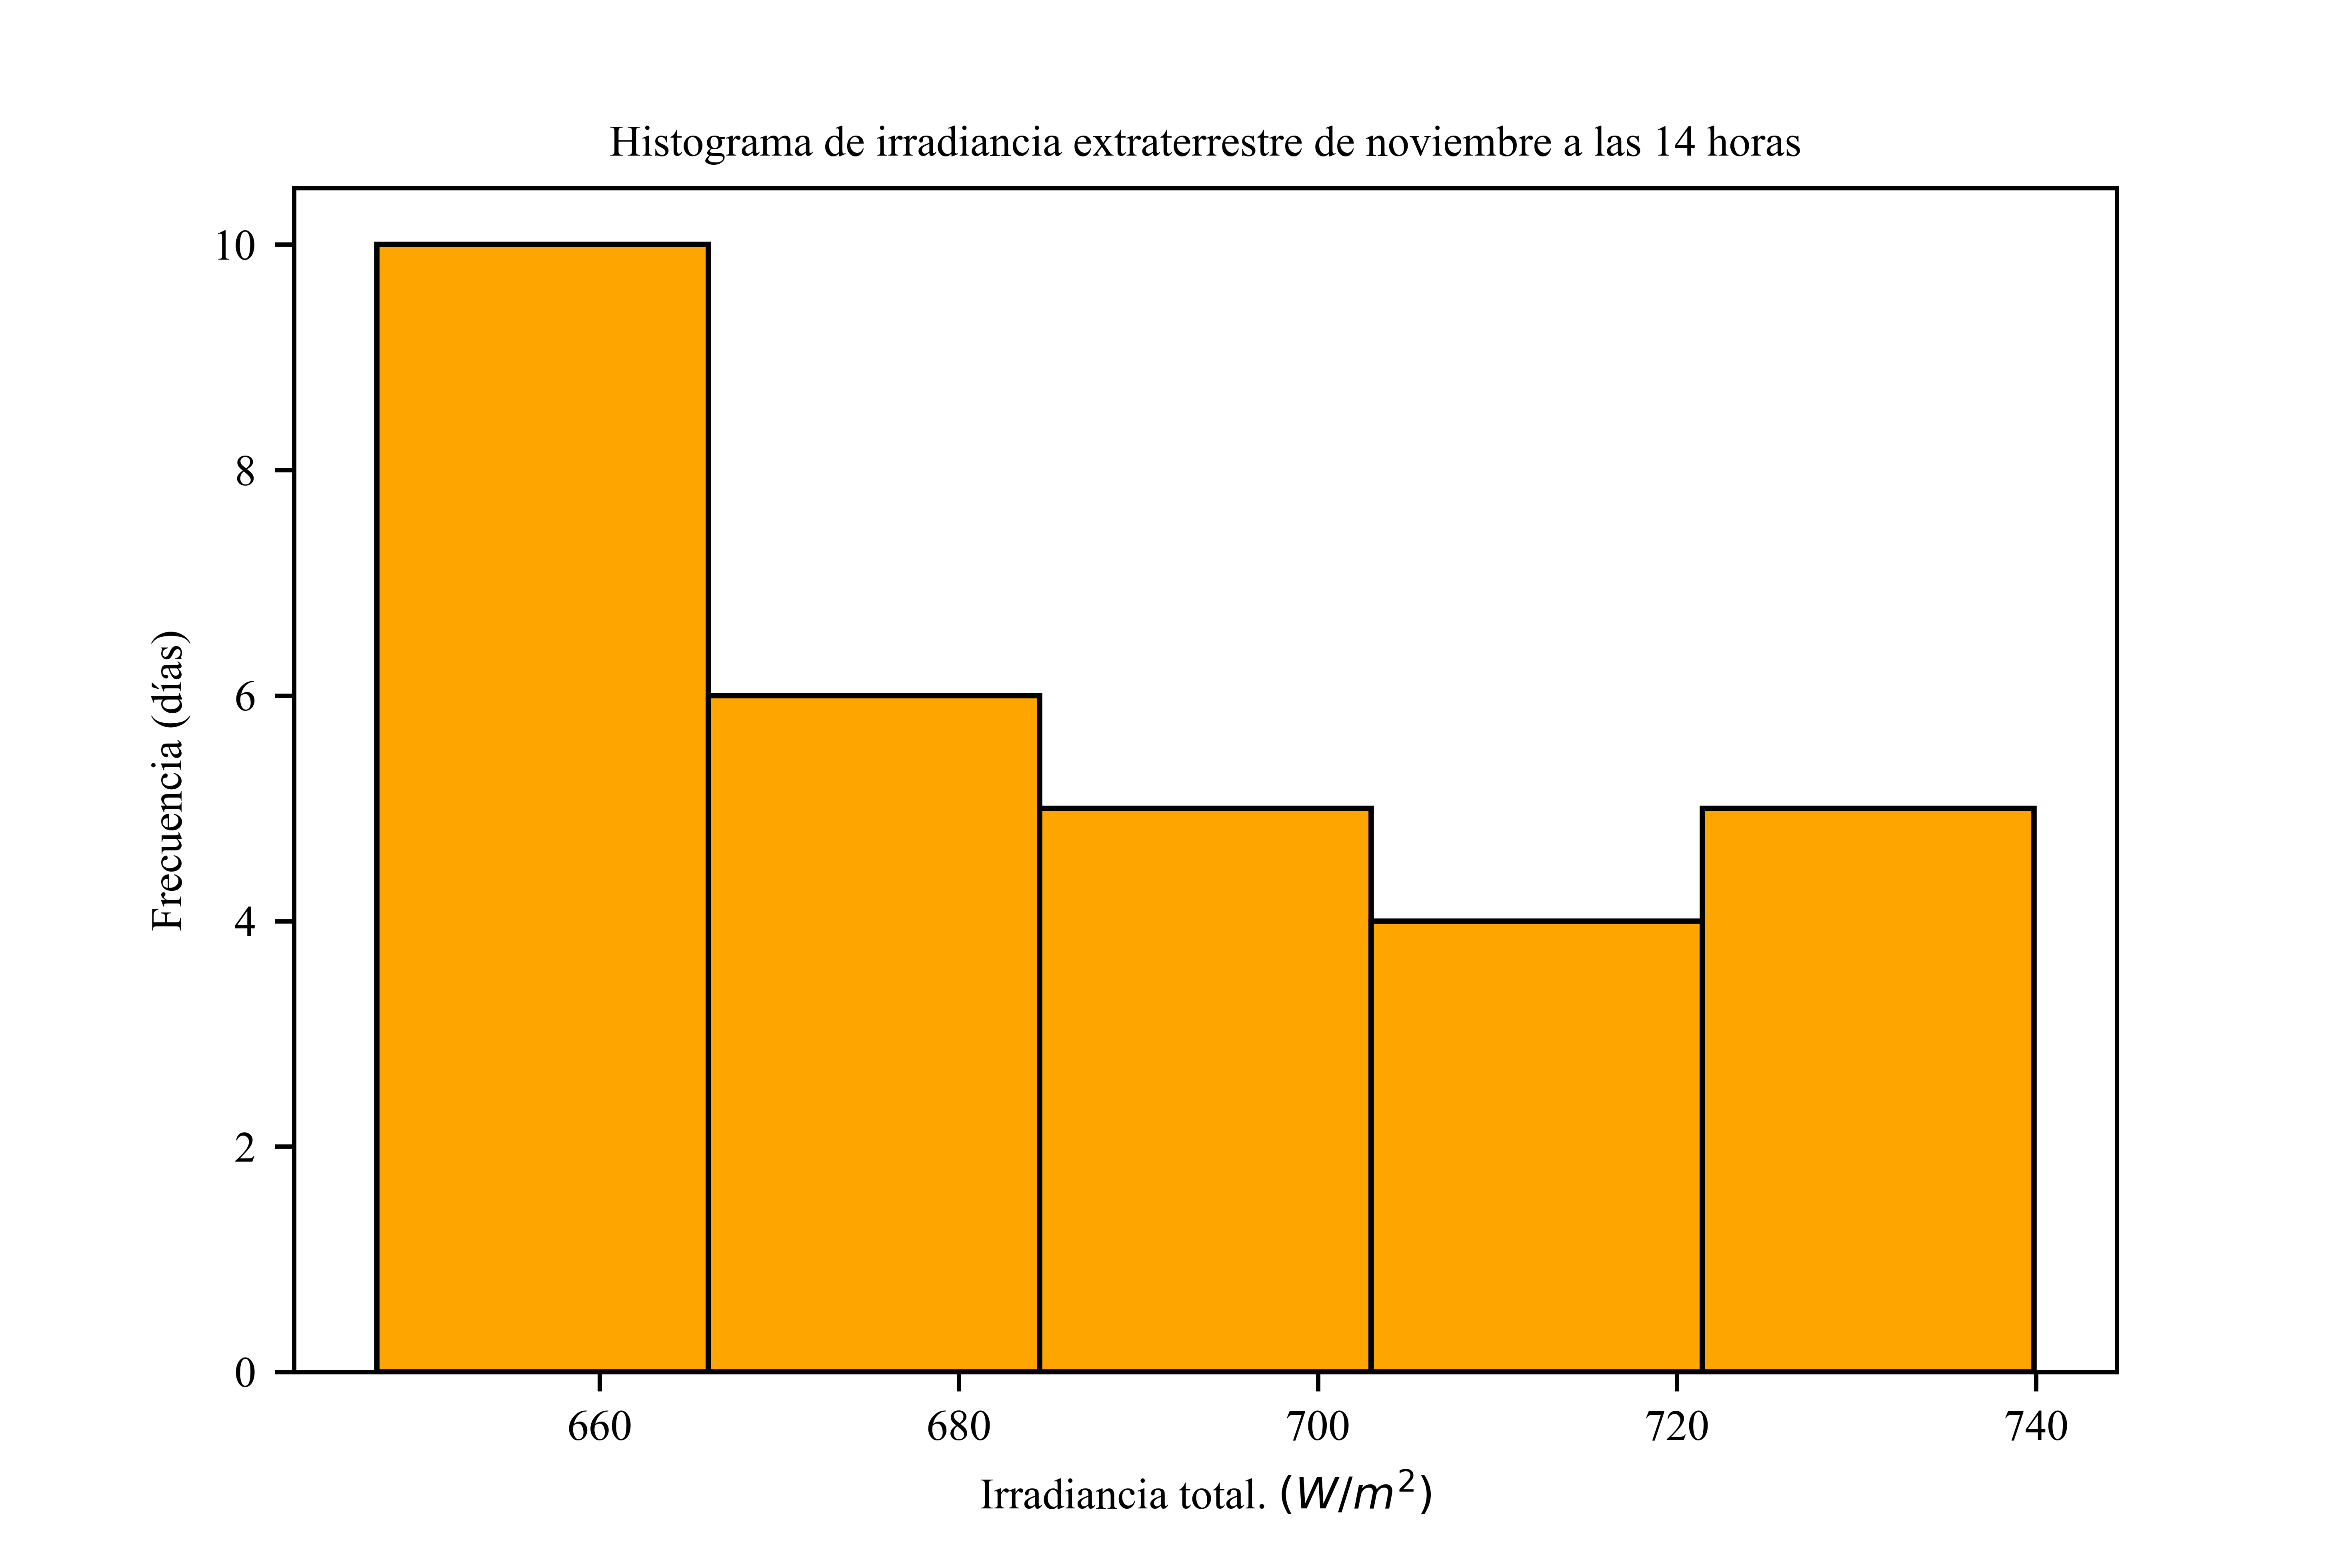 Histograma de irradiancia extraterrestre de noviembre a las 14 horas
Frecuencia (días)
10
8
6
4
2
0
660 680 700 720 740
Irradiancia total. (W/m²)